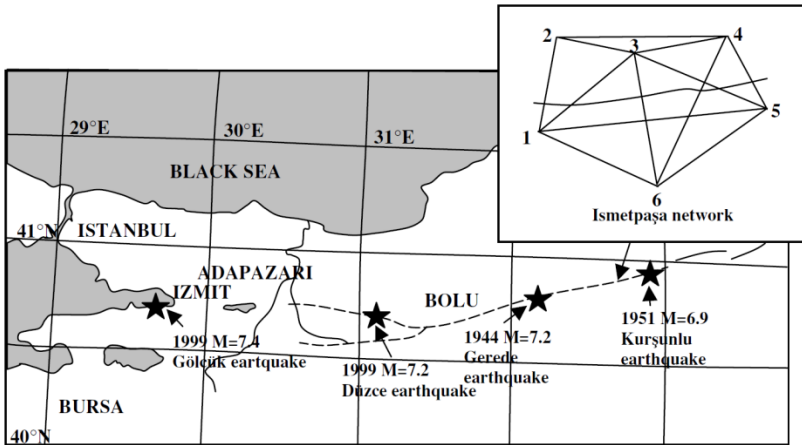 2
3
4
5
1
6
Ismetpaşa network
29°E
30°E
31°E
BLACK SEA
41°N
ISTANBUL
ADAPAZARI
IZMIT
BOLU
1999 M=7.4
Gölçük eartquake
1999 M=7.2
Düzce earthquake
1944 M=7.2
Gerede
earthquake
1951 M=6.9
Kurşunlu
earthquake
BURSA
40°N